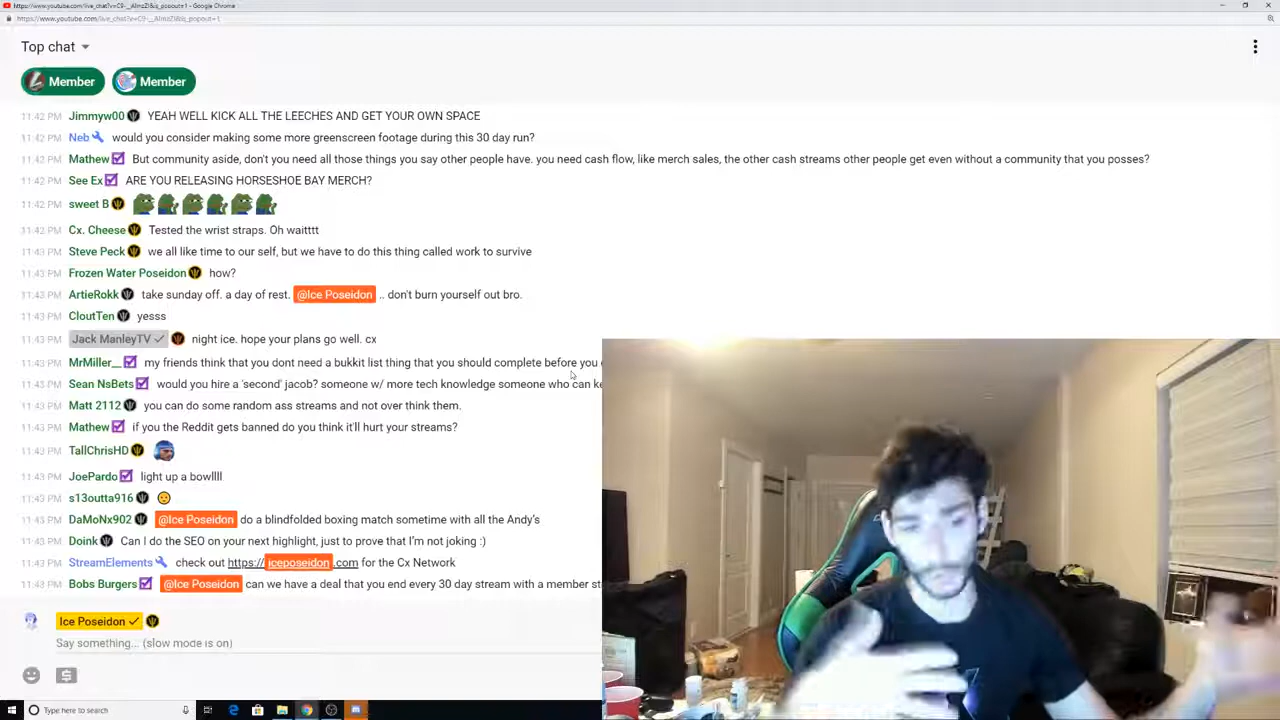 Top chat
Member Member
11:42 PM Jimmyw00 YEAH WELL KICK ALL THE LEECHES AND GET YOUR OWN SPACE
11:42 PM Neb would you consider making some more greenscreen footage during this 30 day run?
11:42 PM Mathew But community aside, don't you need all those things you say other people have. you need cash flow, like merch sales, the other cash streams other people get even without a community that you posses?
11:42 PM See Ex ARE YOU RELEASING HORSESHOE BAY MERCH?
11:42 PM sweet B
11:42 PM Cx. Cheese Tested the wrist straps. Oh waitttt
11:43 PM Steve Peck we all like time to our self, but we have to do this thing called work to survive
11:43 PM Frozen Water Poseidon how?
11:43 PM ArtieRokk take sunday off. a day of rest. @Ice Poseidon .. don't burn yourself out bro.
11:43 PM CloutTen yesss
11:43 PM Jack ManleyTV night ice. hope your plans go well. cx
11:43 PM MrMiller__ my friends think that you dont need a bukkit list thing that you should complete before you
11:43 PM Sean NsBets would you hire a 'second' jacob? someone w/ more tech knowledge someone who can
11:43 PM Matt 2112 you can do some random ass streams and not over think them.
11:43 PM Mathew if you the Reddit gets banned do you think it'll hurt your streams?
11:43 PM TallChrisHD
11:43 PM JoePardo light up a bowllll
11:43 PM s13outta916
11:43 PM DaMoNx902 @Ice Poseidon do a blindfolded boxing match sometime with all the Andy's
11:43 PM Doink Can I do the SEO on your next highlight, just to prove that I'm not joking :)
11:43 PM StreamElements check out https://iceposeidon.com for the Cx Network
11:43 PM Bobs Burgers @Ice Poseidon can we have a deal that you end every 30 day stream with a member
Ice Poseidon
Say something... (slow mode is on)
Type here to search